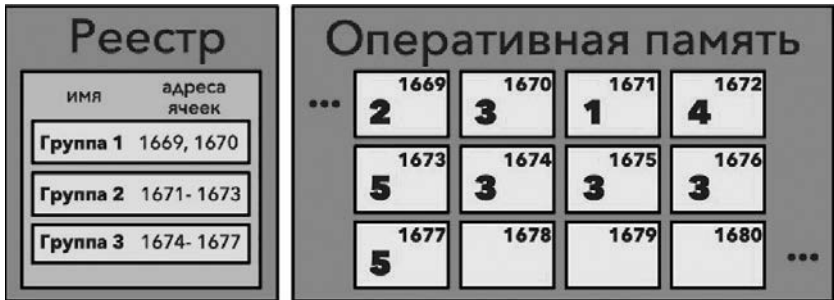 Реестр
имя адреса ячеек
Группа 1 1669, 1670
Группа 2 1671-1673
Группа 3 1674-1677
Оперативная память
... 1669 1670 1671 1672
2 3 1 4
1673 1674 1675 1676
5 3 3 3
1677 1678 1679 1680 ...
5